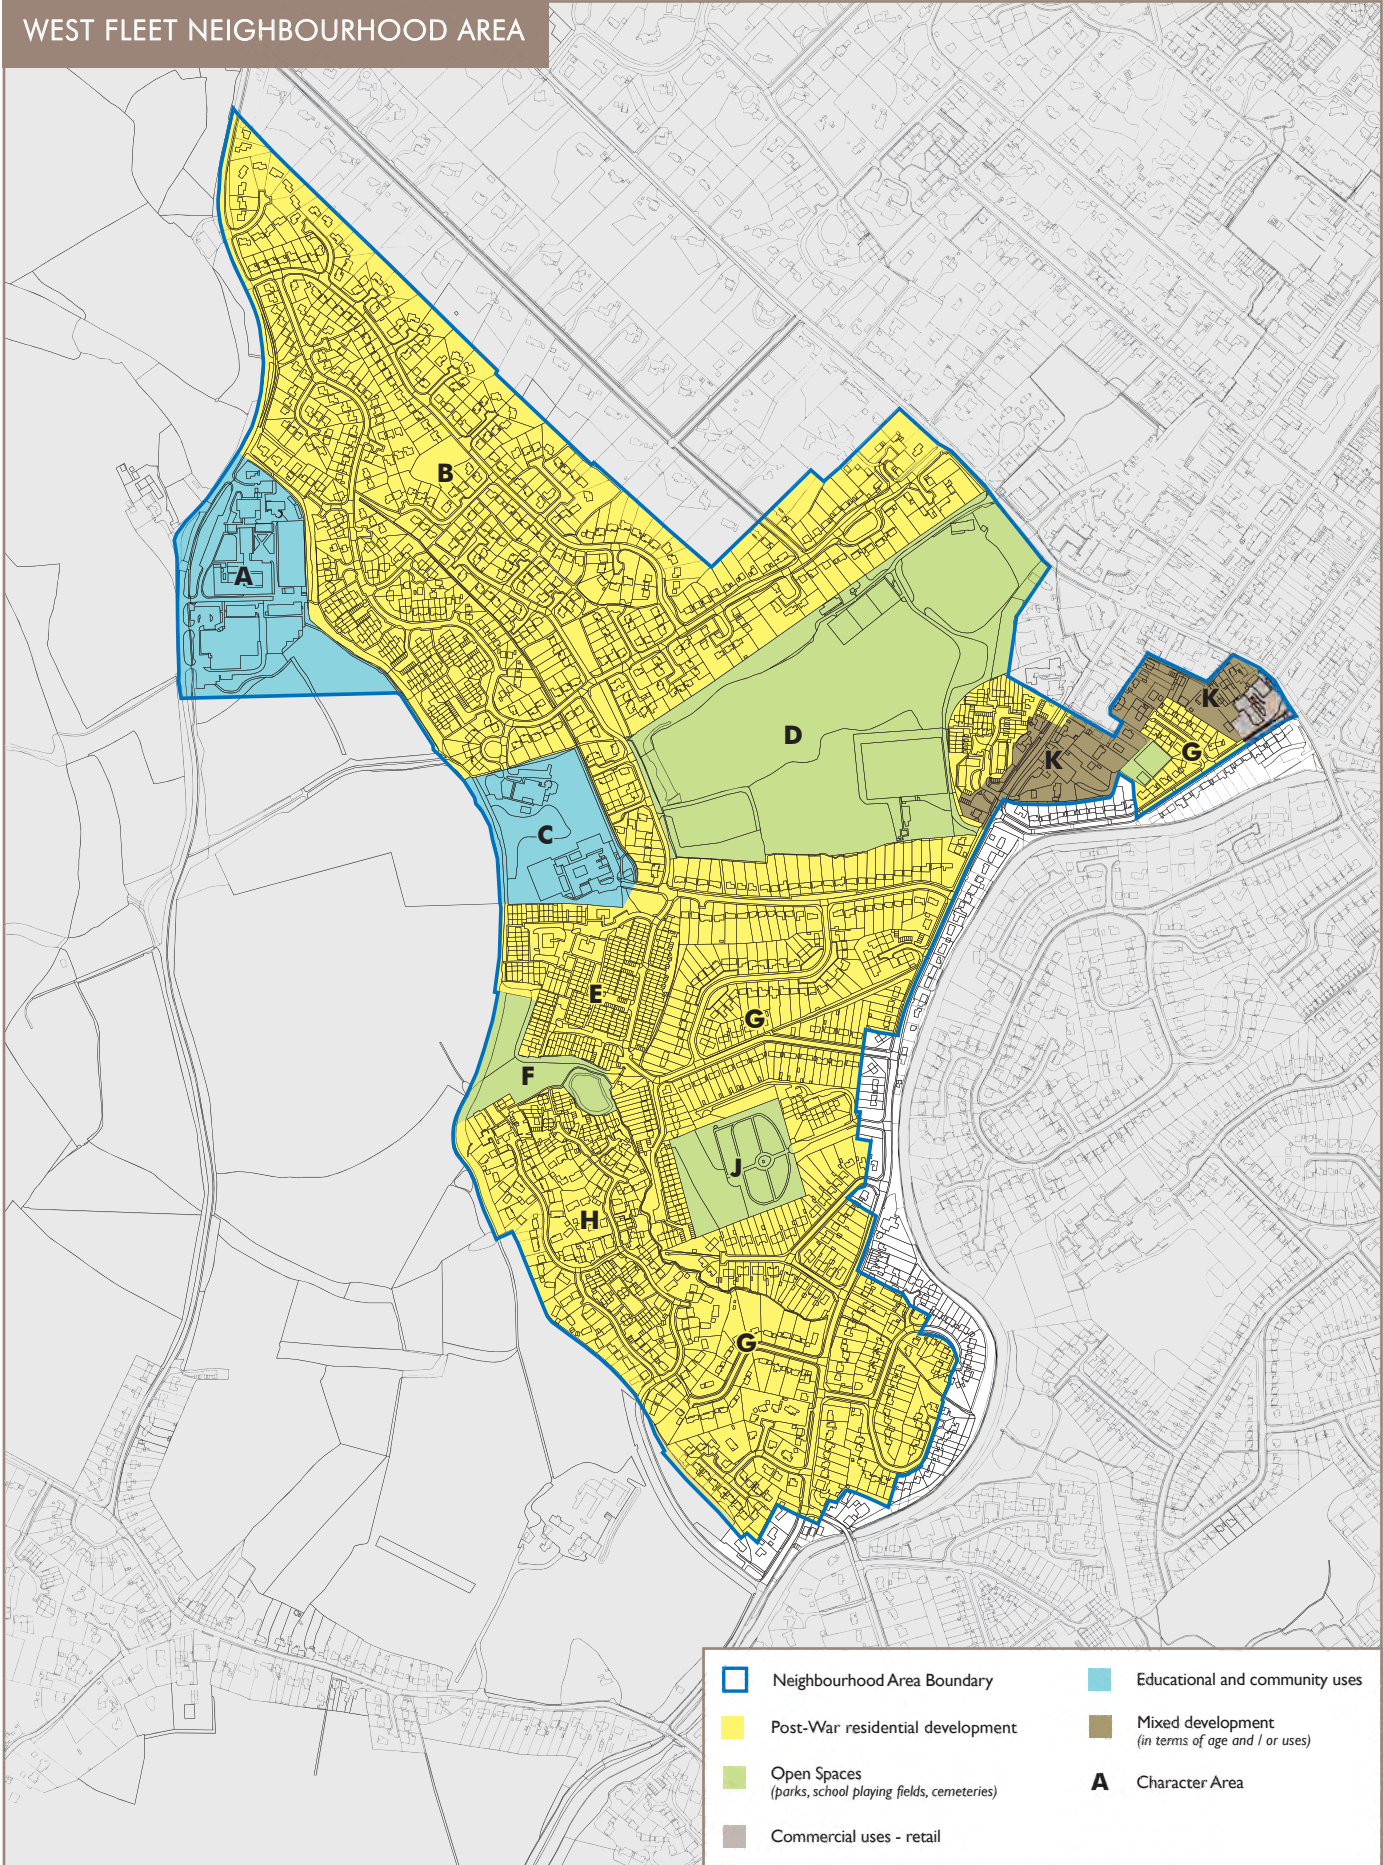 WEST FLEET NEIGHBOURHOOD AREA
B
A
K
D
K
G
C
E
G
F
J
H
G
Neighbourhood Area Boundary
Post-War residential development
Open Spaces
(parks, school playing fields, cemeteries)
Commercial uses - retail
Educational and community uses
Mixed development
(in terms of age and / or uses)
A Character Area